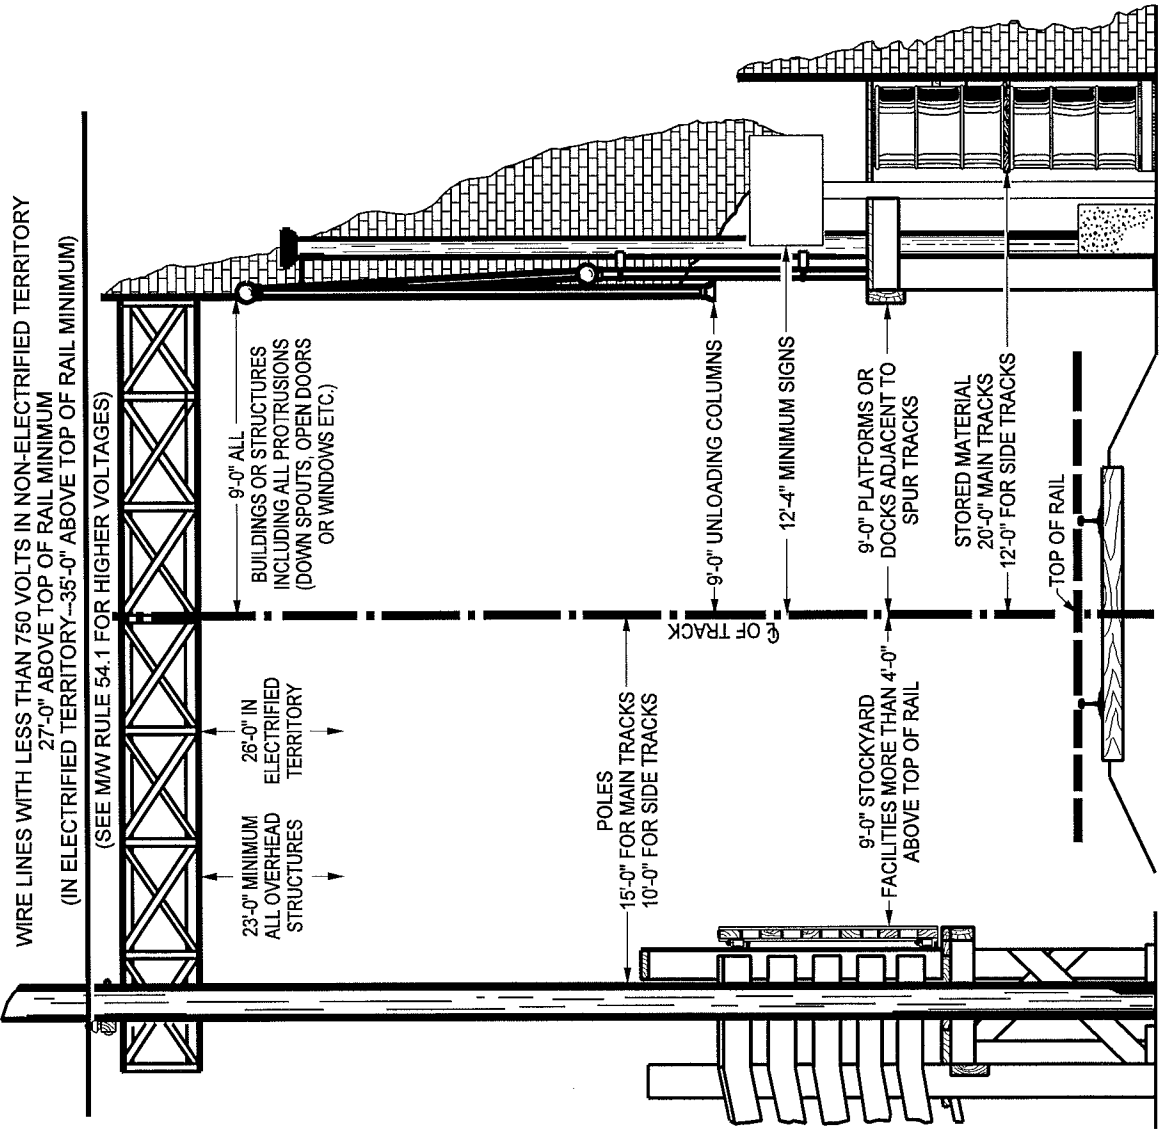 WIRE LINES WITH LESS THAN 750 VOLTS IN NON-ELECTRIFIED TERRITORY
27'-0" ABOVE TOP OF RAIL MINIMUM
(IN ELECTRIFIED TERRITORY--35'-0" ABOVE TOP OF RAIL MINIMUM)
(SEE M/W RULE 54.1 FOR HIGHER VOLTAGES)
23'-0" MINIMUM
ALL OVERHEAD
STRUCTURES
26'-0" IN
ELECTRIFIED
TERRITORY
9'-0" ALL
BUILDINGS OR STRUCTURES
INCLUDING ALL PROTRUSIONS
(DOWN SPOUTS, OPEN DOORS
OR WINDOWS ETC.)
POLES
15'-0" FOR MAIN TRACKS
10'-0" FOR SIDE TRACKS
℄ OF TRACK
9'-0" UNLOADING COLUMNS
12'-4" MINIMUM SIGNS
9'-0" STOCKYARD
FACILITIES MORE THAN 4'-0"
ABOVE TOP OF RAIL
9'-0" PLATFORMS OR
DOCKS ADJACENT TO
SPUR TRACKS
STORED MATERIAL
20'-0" MAIN TRACKS
12'-0" FOR SIDE TRACKS
TOP OF RAIL